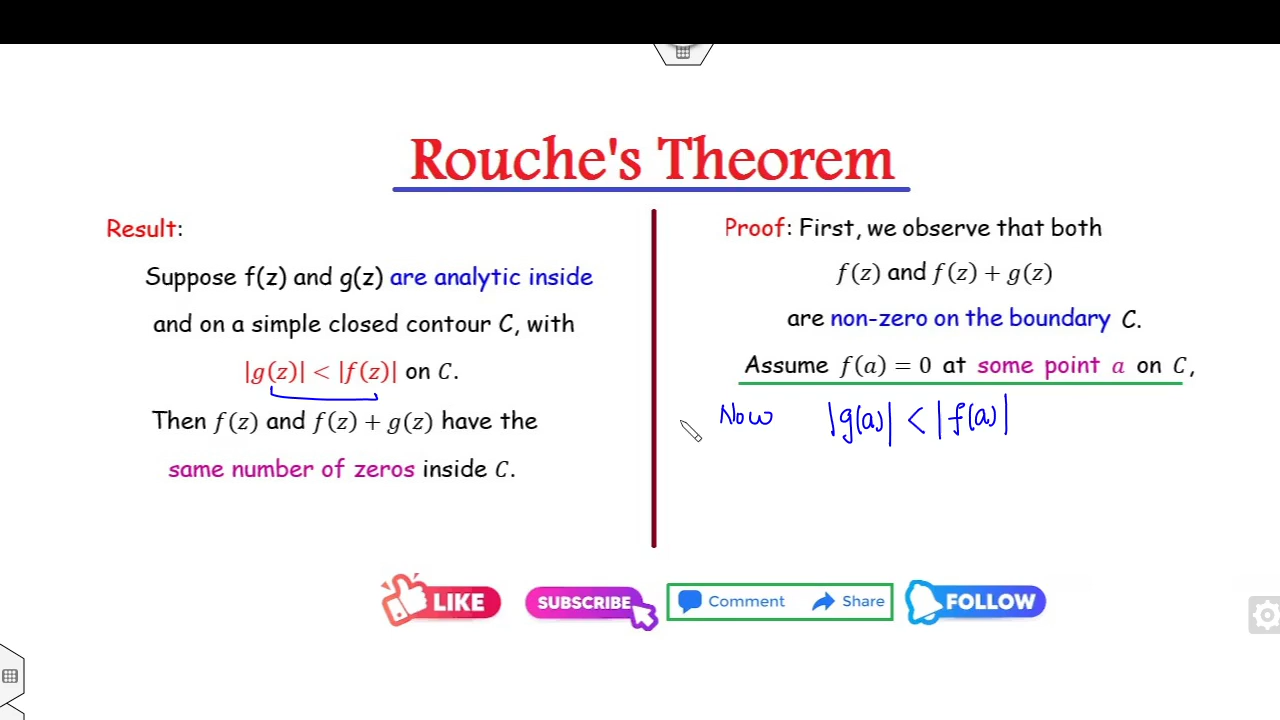 Rouche's Theorem
Result:
Suppose f(z) and g(z) are analytic inside
and on a simple closed contour C, with
|g(z)| < |f(z)| on C.
Then f(z) and f(z) + g(z) have the
same number of zeros inside C.
Proof: First, we observe that both
f(z) and f(z) + g(z)
are non-zero on the boundary C.
Assume f(a) = 0 at some point a on C,
Now |g(a)| < |f(a)|
LIKE
SUBSCRIBE
Comment Share
FOLLOW